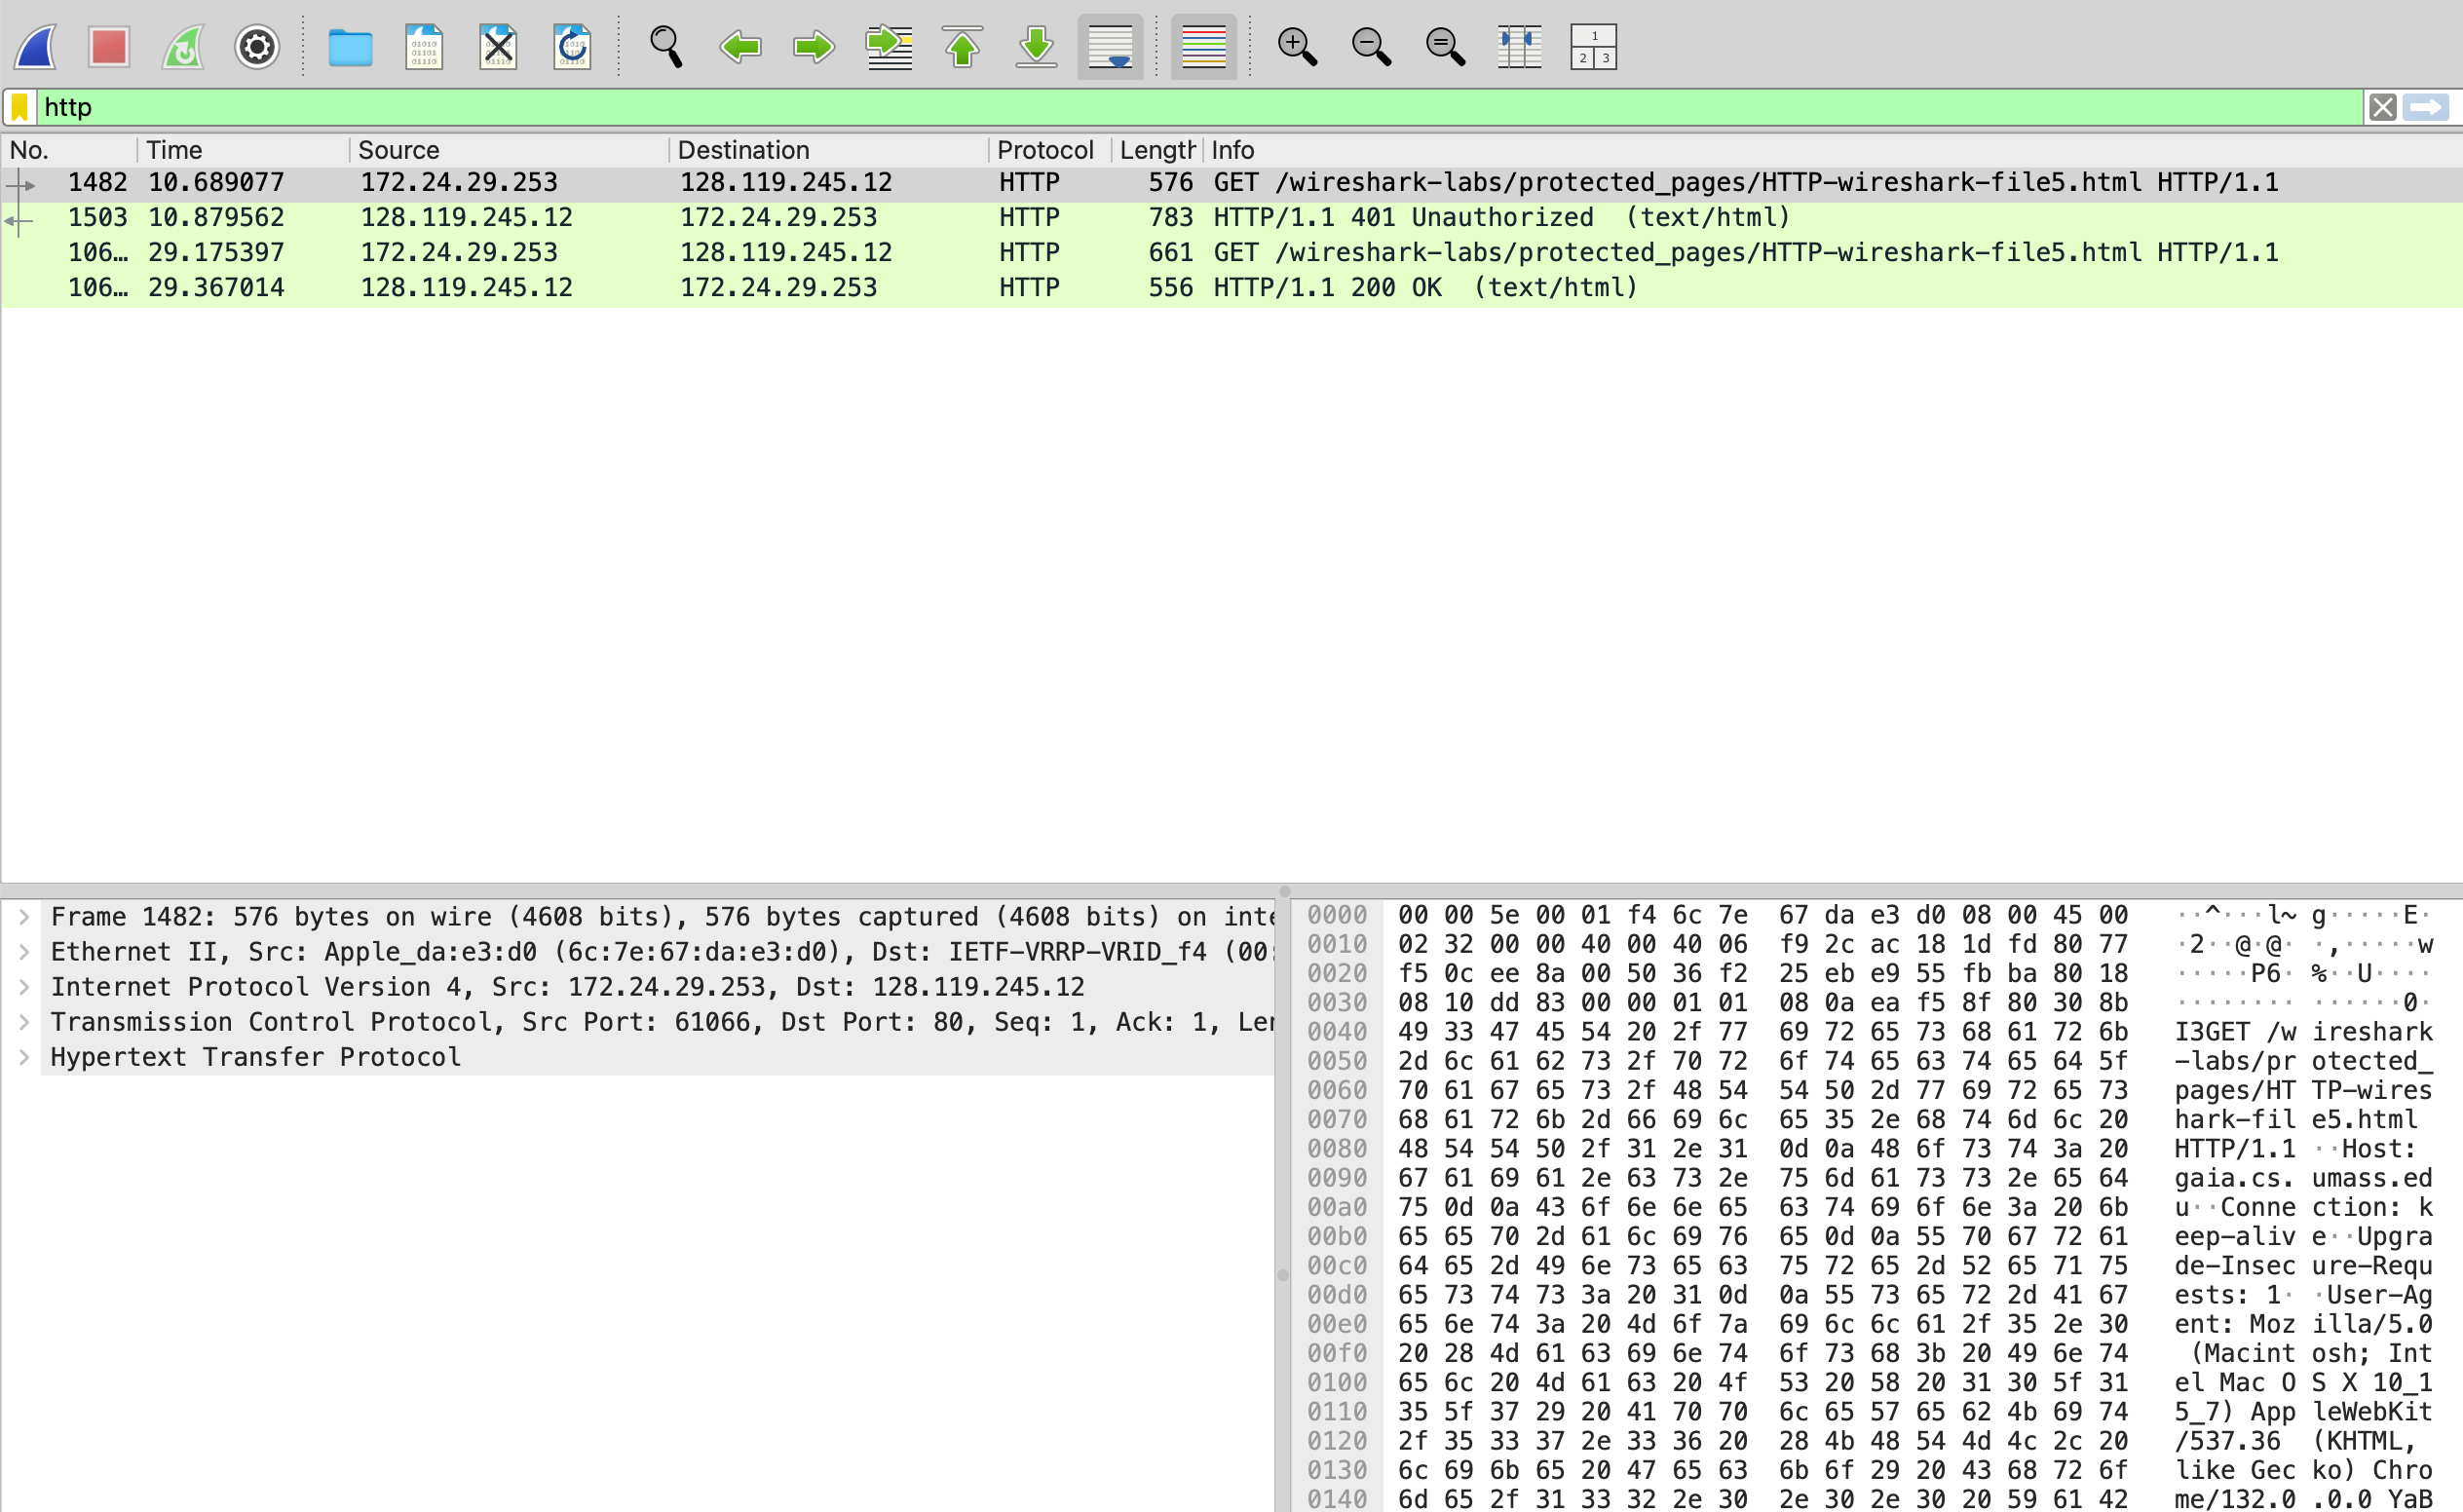 http
No. Time Source Destination Protocol Length Info
1482 10.689077 172.24.29.253 128.119.245.12 HTTP 576 GET /wireshark-labs/protected_pages/HTTP-wireshark-file5.html HTTP/1.1
1503 10.879562 128.119.245.12 172.24.29.253 HTTP 783 HTTP/1.1 401 Unauthorized (text/html)
106… 29.175397 172.24.29.253 128.119.245.12 HTTP 661 GET /wireshark-labs/protected_pages/HTTP-wireshark-file5.html HTTP/1.1
106… 29.367014 128.119.245.12 172.24.29.253 HTTP 556 HTTP/1.1 200 OK (text/html)
Frame 1482: 576 bytes on wire (4608 bits), 576 bytes captured (4608 bits) on inte
Ethernet II, Src: Apple_da:e3:d0 (6c:7e:67:da:e3:d0), Dst: IETF-VRRP-VRID_f4 (00:
Internet Protocol Version 4, Src: 172.24.29.253, Dst: 128.119.245.12
Transmission Control Protocol, Src Port: 61066, Dst Port: 80, Seq: 1, Ack: 1, Len
Hypertext Transfer Protocol
0000 00 00 5e 00 01 f4 6c 7e 67 da e3 d0 08 00 45 00 ··^···l~ g·····E·
0010 02 32 00 00 40 00 40 06 f9 2c ac 18 1d fd 80 77 ·2··@·@· ·,·····w
0020 f5 0c ee 8a 00 50 36 f2 25 eb e9 55 fb ba 80 18 ·····P6· %··U····
0030 08 10 dd 83 00 00 01 01 08 0a ea f5 8f 80 30 8b ········ ······0·
0040 49 33 47 45 54 20 2f 77 69 72 65 73 68 61 72 6b I3GET /w ireshark
0050 2d 6c 61 62 73 2f 70 72 6f 74 65 63 74 65 64 5f -labs/pr otected_
0060 70 61 67 65 73 2f 48 54 54 50 2d 77 69 72 65 73 pages/HT TP-wires
0070 68 61 72 6b 2d 66 69 6c 65 35 2e 68 74 6d 6c 20 hark-fil e5.html
0080 48 54 54 50 2f 31 2e 31 0d 0a 48 6f 73 74 3a 20 HTTP/1.1 ··Host:
0090 67 61 69 61 2e 63 73 2e 75 6d 61 73 73 2e 65 64 gaia.cs. umass.ed
00a0 75 0d 0a 43 6f 6e 6e 65 63 74 69 6f 6e 3a 20 6b u··Conne ction: k
00b0 65 65 70 2d 61 6c 69 76 65 0d 0a 55 70 67 72 61 eep-aliv e··Upgra
00c0 64 65 2d 49 6e 73 65 63 75 72 65 2d 52 65 71 75 de-Insec ure-Requ
00d0 65 73 74 73 3a 20 31 0d 0a 55 73 65 72 2d 41 67 ests: 1· ·User-Ag
00e0 65 6e 74 3a 20 4d 6f 7a 69 6c 6c 61 2f 35 2e 30 ent: Moz illa/5.0
00f0 20 28 4d 61 63 69 6e 74 6f 73 68 3b 20 49 6e 74 (Macint osh; Int
0100 65 6c 20 4d 61 63 20 4f 53 20 58 20 31 30 5f 31 el Mac O S X 10_1
0110 35 5f 37 29 20 41 70 70 6c 65 57 65 62 4b 69 74 5_7) App leWebKit
0120 2f 35 33 37 2e 33 36 20 28 4b 48 54 4d 4c 2c 20 /537.36 (KHTML,
0130 6c 69 6b 65 20 47 65 63 6b 6f 29 20 43 68 72 6f like Gec ko) Chro
0140 6d 65 2f 31 33 32 2e 30 2e 30 2e 30 20 59 61 42 me/132.0 .0.0 YaB